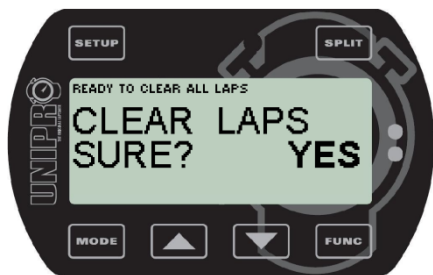 SETUP SPLIT
UNIPRO
READY TO CLEAR ALL LAPS
CLEAR LAPS
SURE? YES
MODE FUNC